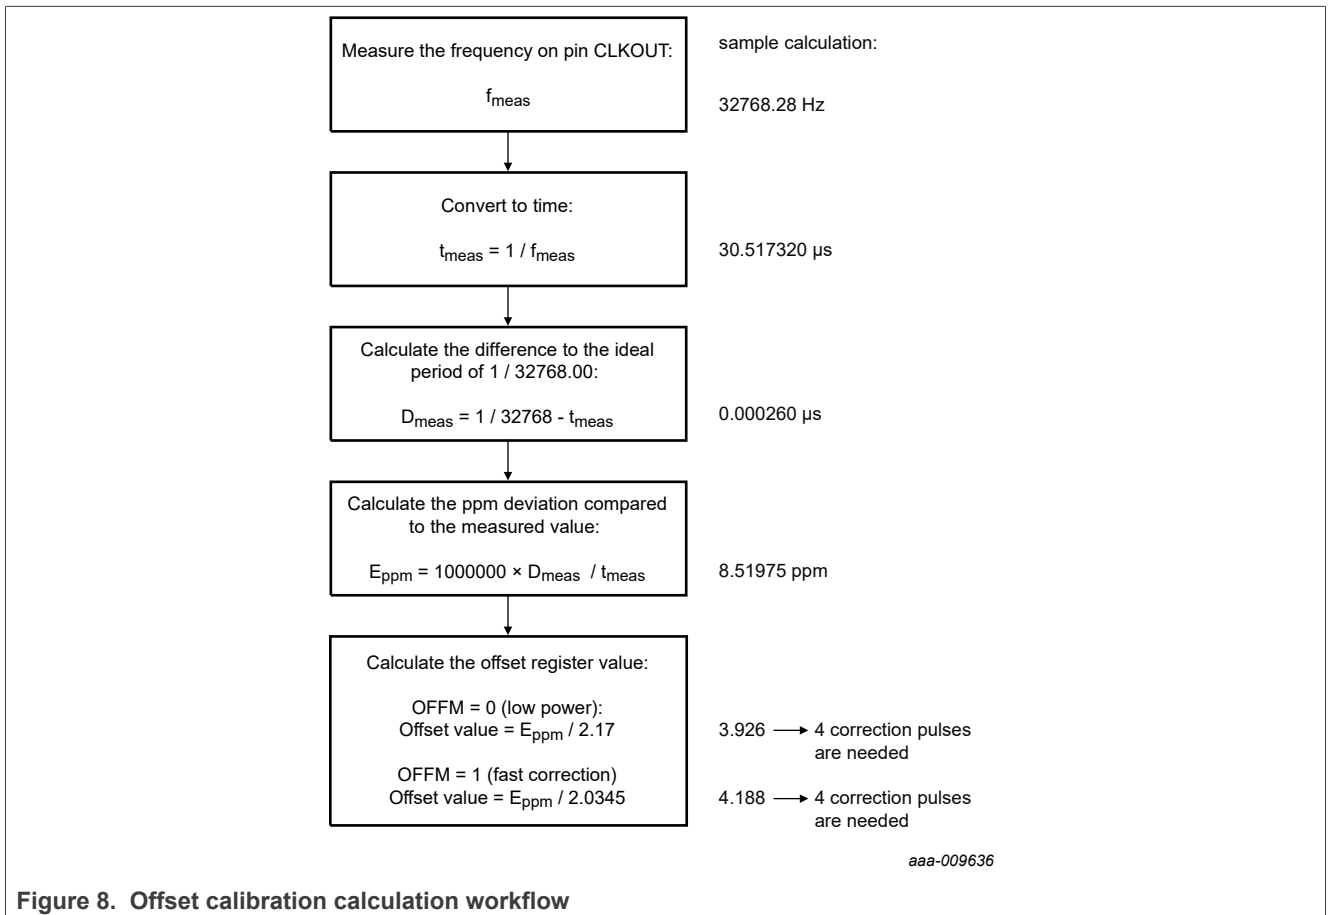 Measure the frequency on pin CLKOUT:
fmeas
sample calculation:
32768.28 Hz
Convert to time:
tmeas = 1 / fmeas
30.517320 µs
Calculate the difference to the ideal
period of 1 / 32768.00:
Dmeas = 1 / 32768 - tmeas
0.000260 µs
Calculate the ppm deviation compared
to the measured value:
Eppm = 1000000 × Dmeas / tmeas
8.51975 ppm
Calculate the offset register value:
OFFM = 0 (low power):
Offset value = Eppm / 2.17
3.926 → 4 correction pulses
are needed
OFFM = 1 (fast correction)
Offset value = Eppm / 2.0345
4.188 → 4 correction pulses
are needed
aaa-009636
Figure 8. Offset calibration calculation workflow